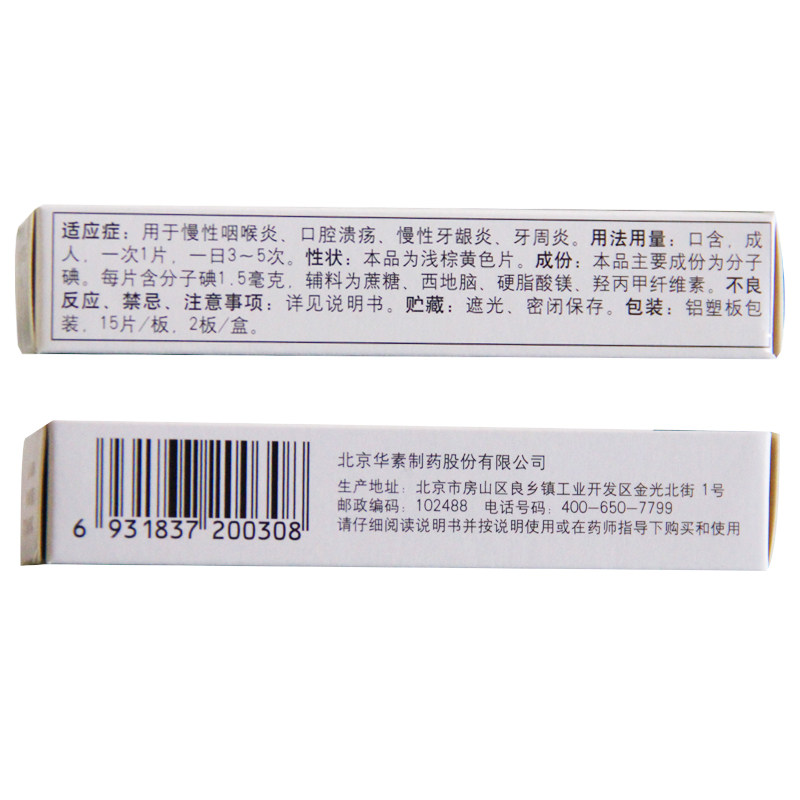 适应症：用于慢性咽喉炎、口腔溃疡、慢性牙龈炎、牙周炎。用法用量：口含，成
人，一次1片，一日3～5次。性状：本品为浅棕黄色片。成份：本品主要成份为分子
碘。每片含分子碘1.5毫克，辅料为蔗糖、西地脑、硬脂酸镁、羟丙甲纤维素。不良
反应、禁忌、注意事项：详见说明书。贮藏：遮光、密闭保存。包装：铝塑板包
装，15片/板，2板/盒。
北京华素制药股份有限公司
生产地址：北京市房山区良乡镇工业开发区金光北街 1号
邮政编码：102488 电话号码：400-650-7799
请仔细阅读说明书并按说明使用或在药师指导下购买和使用
6 931837 200308